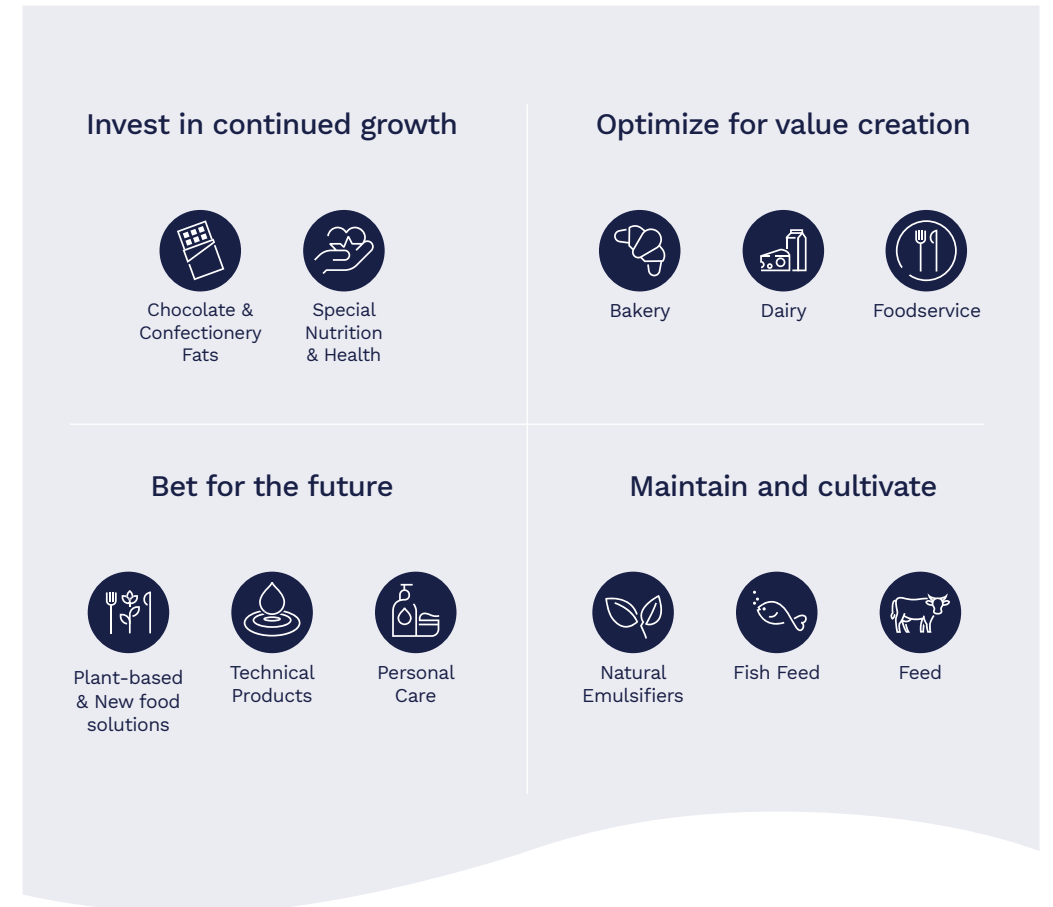 Invest in continued growth
Chocolate &
Confectionery
Fats
Special
Nutrition
& Health
Optimize for value creation
Bakery
Dairy
Foodservice
Bet for the future
Plant-based
& New food
solutions
Technical
Products
Personal
Care
Maintain and cultivate
Natural
Emulsifiers
Fish Feed
Feed